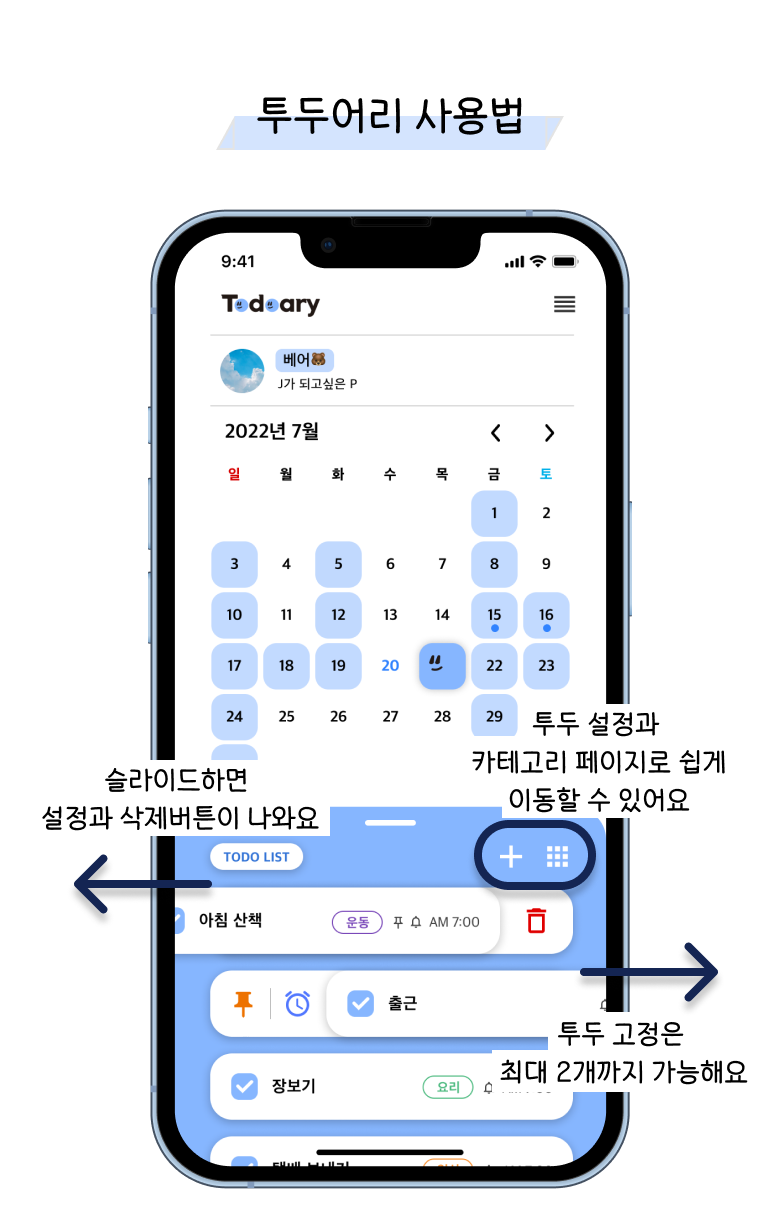 투두어리 사용법
9:41
Todoary
베어🐻
J가 되고싶은 P
2022년 7월
일 월 화 수 목 금 토
1 2
3 4 5 6 7 8 9
10 11 12 13 14 15 16
17 18 19 20 22 23
24 25 26 27 28 29
투두 설정과
카테고리 페이지로 쉽게
이동할 수 있어요
슬라이드하면
설정과 삭제버튼이 나와요
TODO LIST
아침 산책 운동 AM 7:00
출근
투두 고정은
최대 2개까지 가능해요
장보기 요리